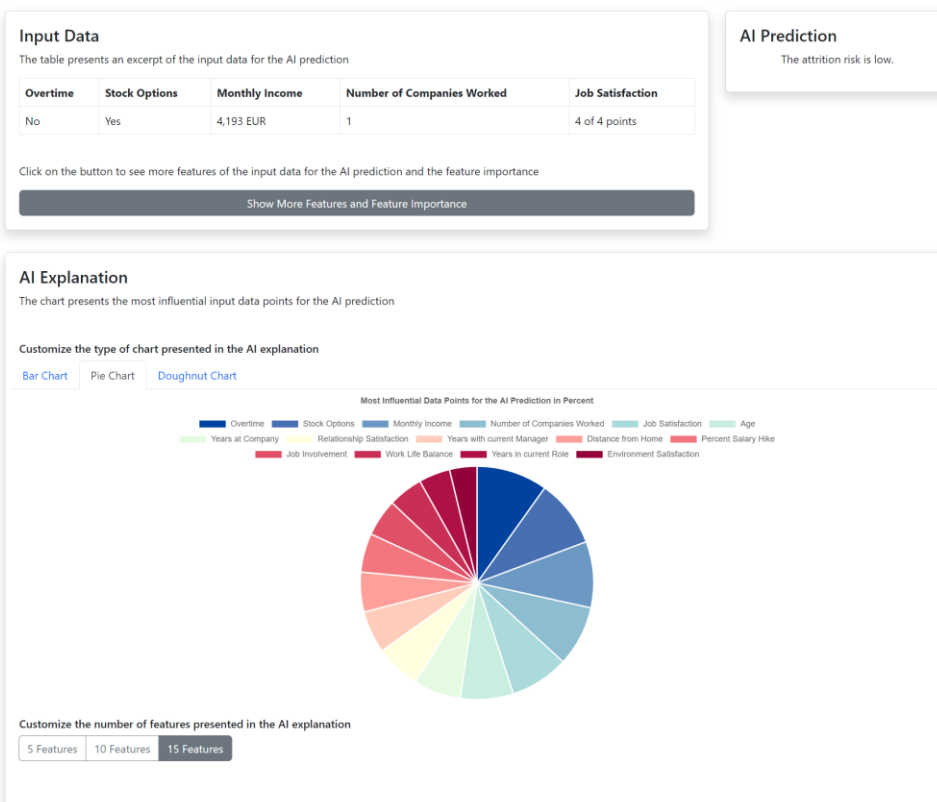 Input Data
The table presents an excerpt of the input data for the AI prediction
Overtime Stock Options Monthly Income Number of Companies Worked Job Satisfaction
No Yes 4,193 EUR 1 4 of 4 points
Click on the button to see more features of the input data for the AI prediction and the feature importance
Show More Features and Feature Importance
AI Prediction
The attrition risk is low.
AI Explanation
The chart presents the most influential input data points for the AI prediction
Customize the type of chart presented in the AI explanation
Bar Chart Pie Chart Doughnut Chart
Most Influential Data Points for the AI Prediction in Percent
Overtime Stock Options Monthly Income Number of Companies Worked Job Satisfaction Age
Years at Company Relationship Satisfaction Years with current Manager Distance from Home Percent Salary Hike
Job Involvement Work Life Balance Years in current Role Environment Satisfaction
Customize the number of features presented in the AI explanation
5 Features 10 Features 15 Features